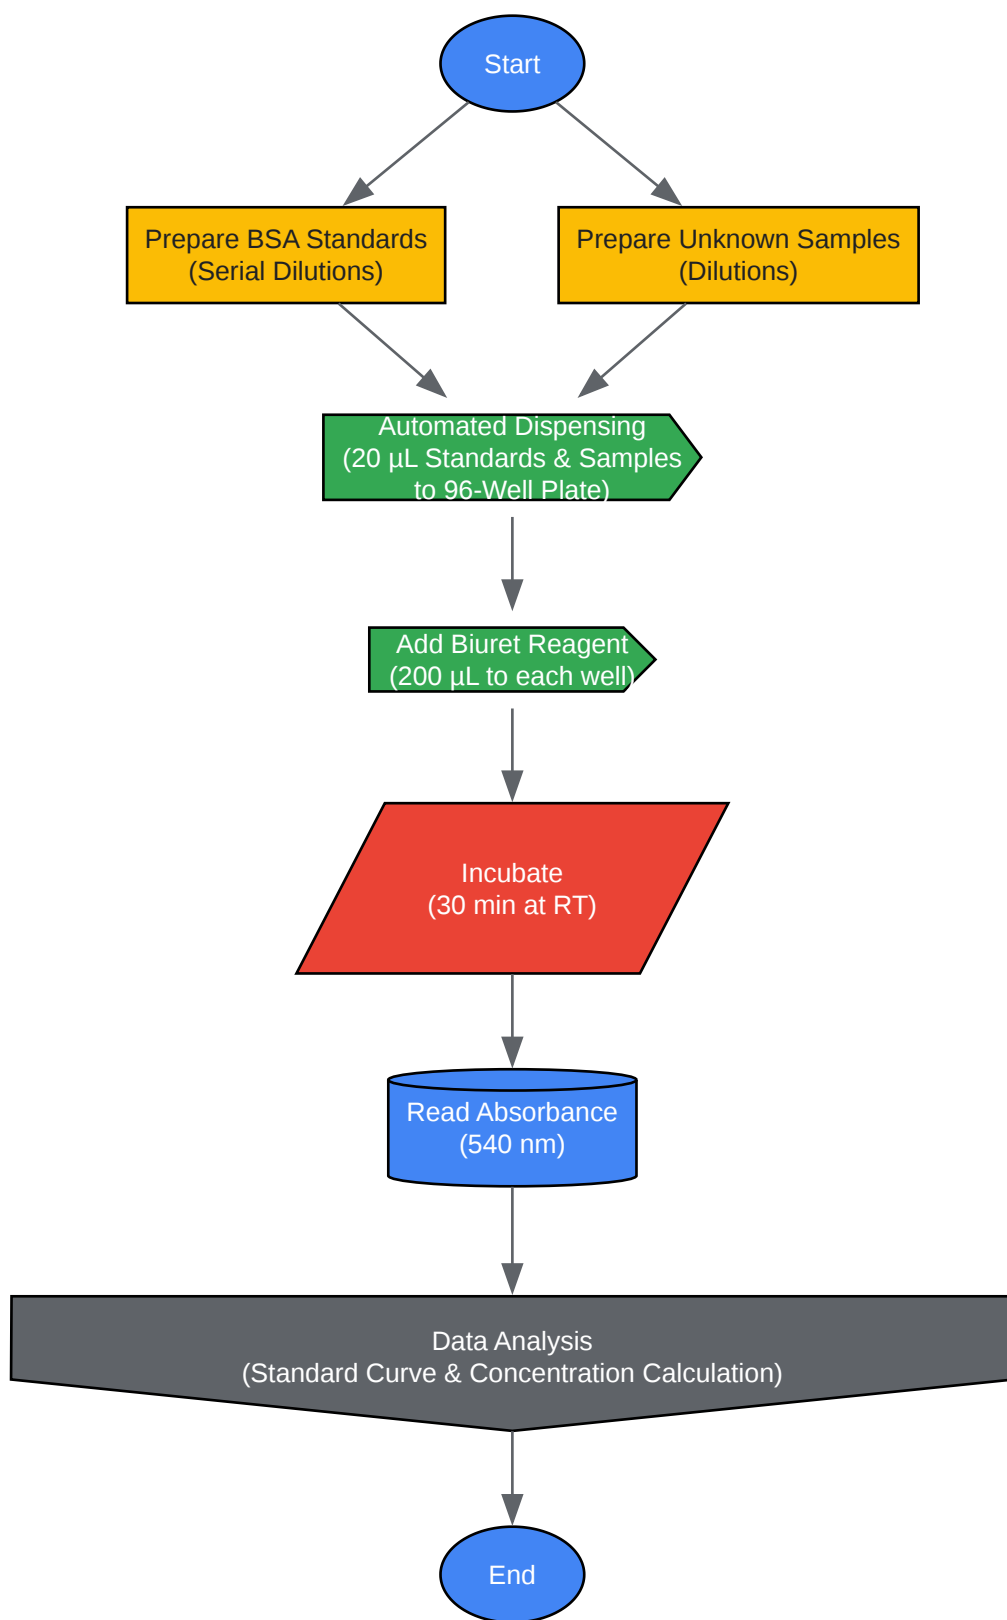 Start
Prepare BSA Standards
(Serial Dilutions)
Prepare Unknown Samples
(Dilutions)
Automated Dispensing
(20 µL Standards & Samples
to 96-Well Plate)
Add Biuret Reagent
(200 µL to each well)
Incubate
(30 min at RT)
Read Absorbance
(540 nm)
Data Analysis
(Standard Curve & Concentration Calculation)
End